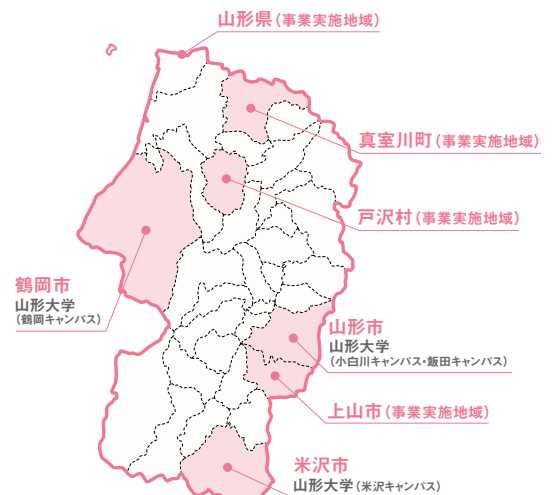 山形県（事業実施地域）
真室川町（事業実施地域）
戸沢村（事業実施地域）
鶴岡市
山形大学
（鶴岡キャンパス）
山形市
山形大学
（小白川キャンパス・飯田キャンパス）
上山市（事業実施地域）
米沢市
山形大学（米沢キャンパス）